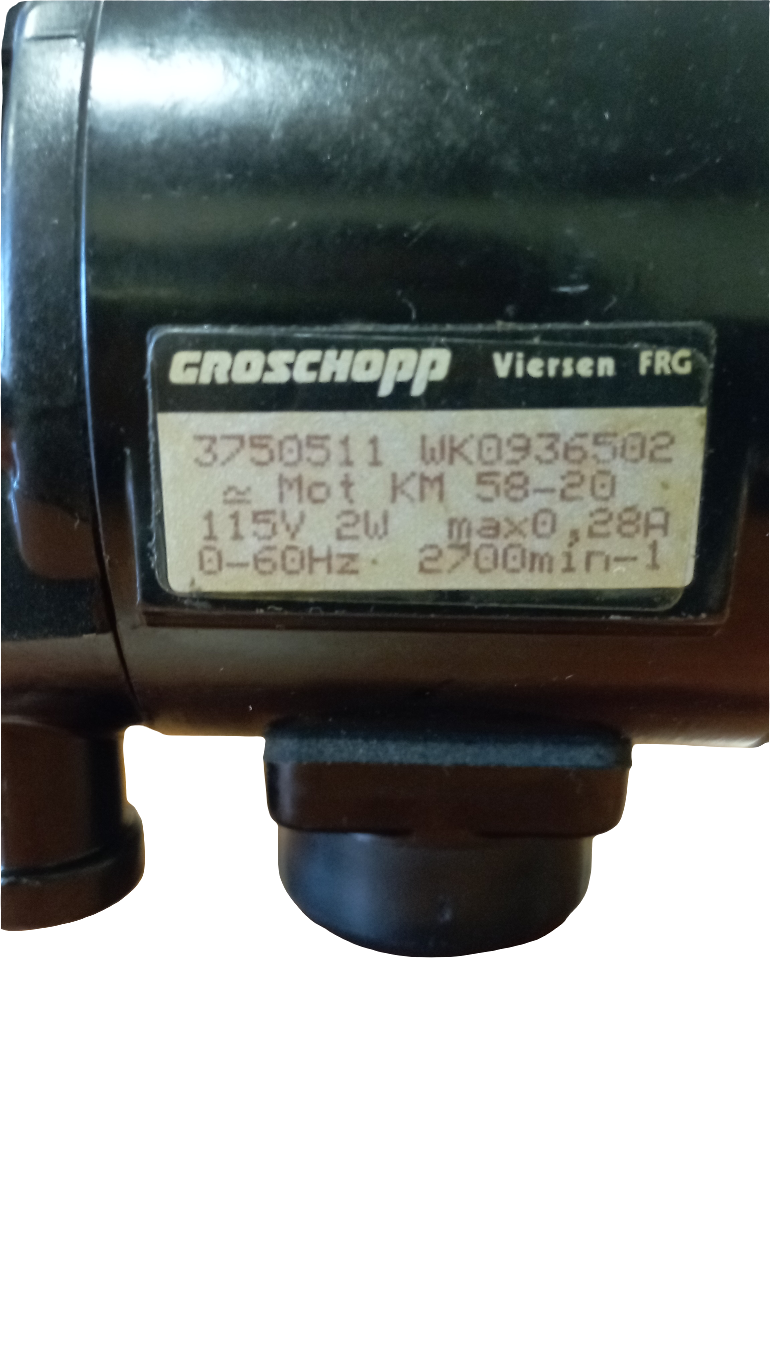 GROSCHOPP Viersen FRG
3750511 WK0936502
≃ Mot KM 58-20
115V 2W max0,28A
0-60Hz 2700min-1